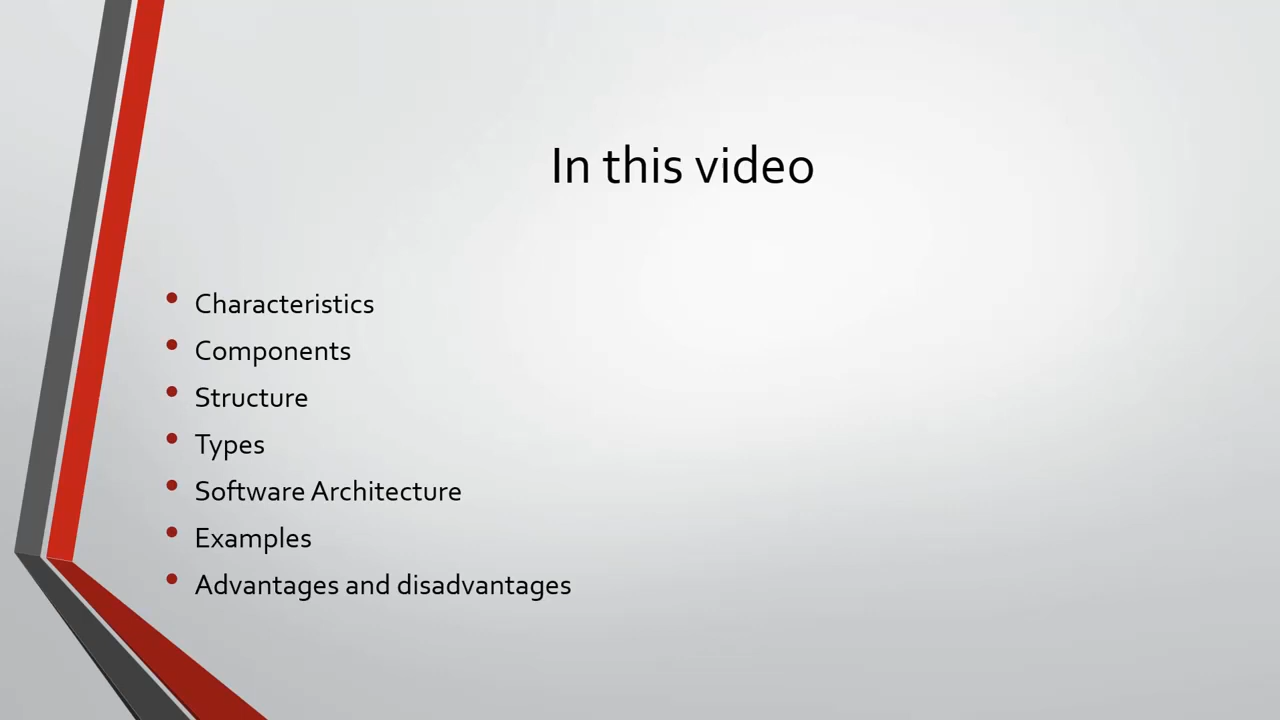 In this video
Characteristics
Components
Structure
Types
Software Architecture
Examples
Advantages and disadvantages